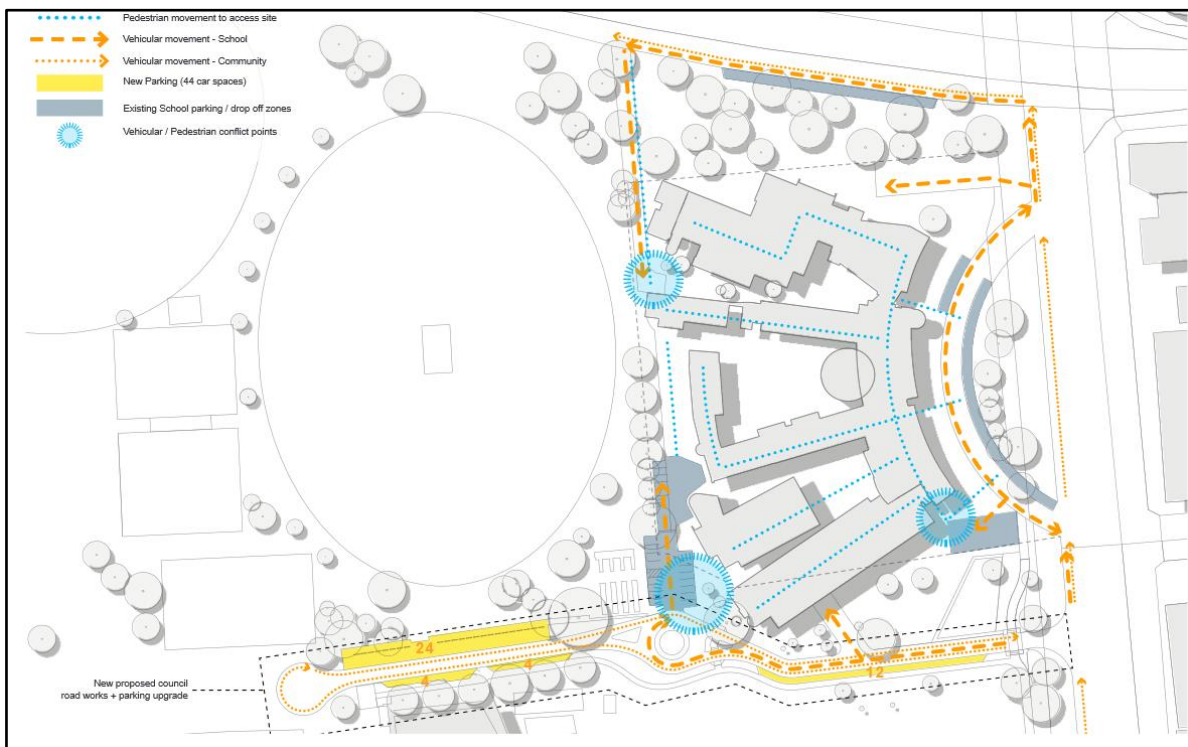 Pedestrian movement to access site
Vehicular movement - School
Vehicular movement - Community
New Parking (44 car spaces)
Existing School parking / drop off zones
Vehicular / Pedestrian conflict points
24
4
4
12
New proposed council
road works + parking upgrade